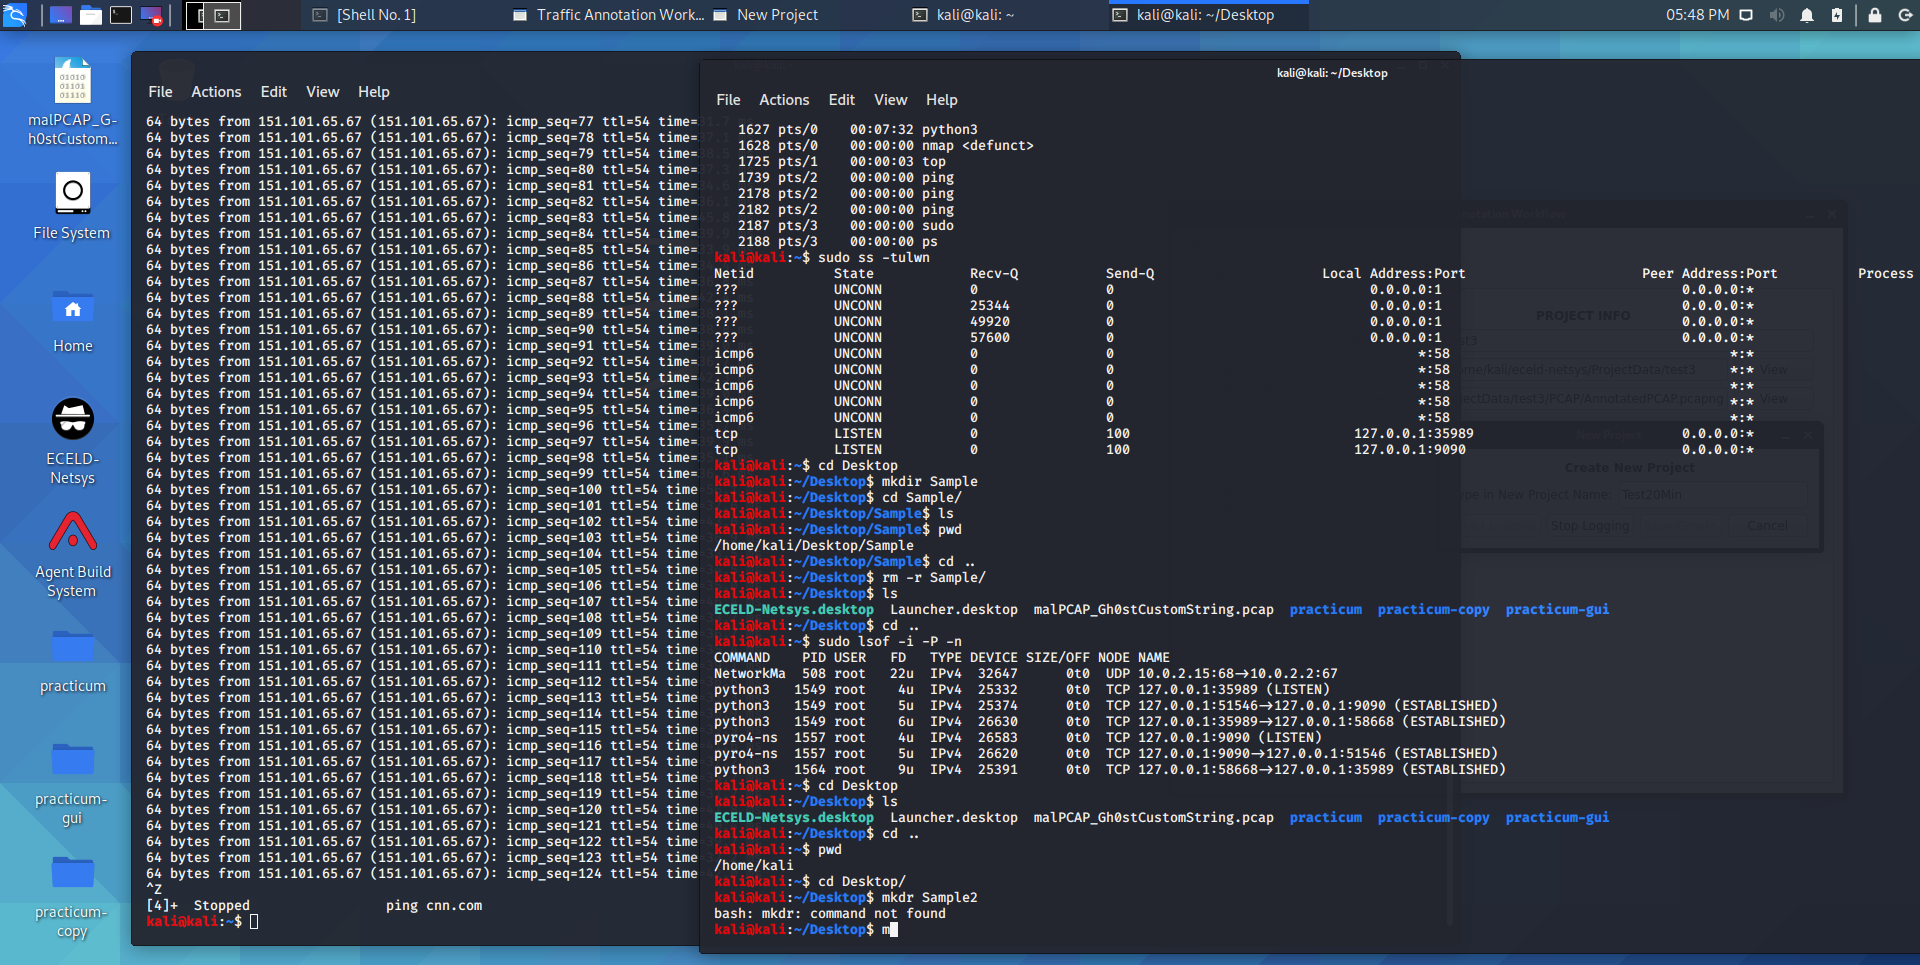 [Shell No. 1]
Traffic Annotation Work...
New Project
kali@kali: ~
kali@kali: ~/Desktop
05:48 PM
malPCAP_G-
h0stCustom...
File System
Home
ECELD-
Netsys
Agent Build
System
practicum
practicum-
gui
practicum-
copy
File Actions Edit View Help
64 bytes from 151.101.65.67 (151.101.65.67): icmp_seq=77 ttl=54 time=
64 bytes from 151.101.65.67 (151.101.65.67): icmp_seq=78 ttl=54 time=
64 bytes from 151.101.65.67 (151.101.65.67): icmp_seq=79 ttl=54 time=
64 bytes from 151.101.65.67 (151.101.65.67): icmp_seq=80 ttl=54 time=
64 bytes from 151.101.65.67 (151.101.65.67): icmp_seq=81 ttl=54 time=
64 bytes from 151.101.65.67 (151.101.65.67): icmp_seq=82 ttl=54 time=
64 bytes from 151.101.65.67 (151.101.65.67): icmp_seq=83 ttl=54 time=
64 bytes from 151.101.65.67 (151.101.65.67): icmp_seq=84 ttl=54 time=
64 bytes from 151.101.65.67 (151.101.65.67): icmp_seq=85 ttl=54 time=
64 bytes from 151.101.65.67 (151.101.65.67): icmp_seq=86 ttl=54 time=
64 bytes from 151.101.65.67 (151.101.65.67): icmp_seq=87 ttl=54 time=
64 bytes from 151.101.65.67 (151.101.65.67): icmp_seq=88 ttl=54 time=
64 bytes from 151.101.65.67 (151.101.65.67): icmp_seq=89 ttl=54 time=
64 bytes from 151.101.65.67 (151.101.65.67): icmp_seq=90 ttl=54 time=
64 bytes from 151.101.65.67 (151.101.65.67): icmp_seq=91 ttl=54 time=
64 bytes from 151.101.65.67 (151.101.65.67): icmp_seq=92 ttl=54 time=
64 bytes from 151.101.65.67 (151.101.65.67): icmp_seq=93 ttl=54 time=
64 bytes from 151.101.65.67 (151.101.65.67): icmp_seq=94 ttl=54 time=
64 bytes from 151.101.65.67 (151.101.65.67): icmp_seq=95 ttl=54 time=
64 bytes from 151.101.65.67 (151.101.65.67): icmp_seq=96 ttl=54 time=
64 bytes from 151.101.65.67 (151.101.65.67): icmp_seq=97 ttl=54 time=
64 bytes from 151.101.65.67 (151.101.65.67): icmp_seq=98 ttl=54 time=
64 bytes from 151.101.65.67 (151.101.65.67): icmp_seq=99 ttl=54 time=
64 bytes from 151.101.65.67 (151.101.65.67): icmp_seq=100 ttl=54 time
64 bytes from 151.101.65.67 (151.101.65.67): icmp_seq=101 ttl=54 time
64 bytes from 151.101.65.67 (151.101.65.67): icmp_seq=102 ttl=54 time
64 bytes from 151.101.65.67 (151.101.65.67): icmp_seq=103 ttl=54 time
64 bytes from 151.101.65.67 (151.101.65.67): icmp_seq=104 ttl=54 time
64 bytes from 151.101.65.67 (151.101.65.67): icmp_seq=105 ttl=54 time
64 bytes from 151.101.65.67 (151.101.65.67): icmp_seq=106 ttl=54 time
64 bytes from 151.101.65.67 (151.101.65.67): icmp_seq=107 ttl=54 time
64 bytes from 151.101.65.67 (151.101.65.67): icmp_seq=108 ttl=54 time
64 bytes from 151.101.65.67 (151.101.65.67): icmp_seq=109 ttl=54 time
64 bytes from 151.101.65.67 (151.101.65.67): icmp_seq=110 ttl=54 time
64 bytes from 151.101.65.67 (151.101.65.67): icmp_seq=111 ttl=54 time
64 bytes from 151.101.65.67 (151.101.65.67): icmp_seq=112 ttl=54 time
64 bytes from 151.101.65.67 (151.101.65.67): icmp_seq=113 ttl=54 time
64 bytes from 151.101.65.67 (151.101.65.67): icmp_seq=114 ttl=54 time
64 bytes from 151.101.65.67 (151.101.65.67): icmp_seq=115 ttl=54 time
64 bytes from 151.101.65.67 (151.101.65.67): icmp_seq=116 ttl=54 time
64 bytes from 151.101.65.67 (151.101.65.67): icmp_seq=117 ttl=54 time
64 bytes from 151.101.65.67 (151.101.65.67): icmp_seq=118 ttl=54 time
64 bytes from 151.101.65.67 (151.101.65.67): icmp_seq=119 ttl=54 time
64 bytes from 151.101.65.67 (151.101.65.67): icmp_seq=120 ttl=54 time
64 bytes from 151.101.65.67 (151.101.65.67): icmp_seq=121 ttl=54 time
64 bytes from 151.101.65.67 (151.101.65.67): icmp_seq=122 ttl=54 time
64 bytes from 151.101.65.67 (151.101.65.67): icmp_seq=123 ttl=54 time
64 bytes from 151.101.65.67 (151.101.65.67): icmp_seq=124 ttl=54 time
^Z
[4]+ Stopped ping cnn.com
kali@kali:~$
kali@kali: ~/Desktop
File Actions Edit View Help
1627 pts/0 00:07:32 python3
1628 pts/0 00:00:00 nmap <defunct>
1725 pts/1 00:00:03 top
1739 pts/2 00:00:00 ping
2178 pts/2 00:00:00 ping
2182 pts/2 00:00:00 ping
2187 pts/3 00:00:00 sudo
2188 pts/3 00:00:00 ps
kali@kali:~$ sudo ss -tulwn
Netid State Recv-Q Send-Q Local Address:Port Peer Address:Port Process
??? UNCONN 0 0 0.0.0.0:1 0.0.0.0:*
??? UNCONN 25344 0 0.0.0.0:1 0.0.0.0:*
??? UNCONN 49920 0 0.0.0.0:1 0.0.0.0:*
??? UNCONN 57600 0 0.0.0.0:1 0.0.0.0:*
icmp6 UNCONN 0 0 *:58 *:*
icmp6 UNCONN 0 0 *:58 *:*
icmp6 UNCONN 0 0 *:58 *:*
icmp6 UNCONN 0 0 *:58 *:*
icmp6 UNCONN 0 0 *:58 *:*
tcp LISTEN 0 100 127.0.0.1:35989 0.0.0.0:*
tcp LISTEN 0 100 127.0.0.1:9090 0.0.0.0:*
kali@kali:~$ cd Desktop
kali@kali:~/Desktop$ mkdir Sample
kali@kali:~/Desktop$ cd Sample/
kali@kali:~/Desktop/Sample$ ls
kali@kali:~/Desktop/Sample$ pwd
/home/kali/Desktop/Sample
kali@kali:~/Desktop/Sample$ cd ..
kali@kali:~/Desktop$ rm -r Sample/
kali@kali:~/Desktop$ ls
ECELD-Netsys.desktop Launcher.desktop malPCAP_Gh0stCustomString.pcap practicum practicum-copy practicum-gui
kali@kali:~/Desktop$ cd ..
kali@kali:~$ sudo lsof -i -P -n
COMMAND PID USER FD TYPE DEVICE SIZE/OFF NODE NAME
NetworkMa 508 root 22u IPv4 32647 0t0 UDP 10.0.2.15:68->10.0.2.2:67
python3 1549 root 4u IPv4 25332 0t0 TCP 127.0.0.1:35989 (LISTEN)
python3 1549 root 5u IPv4 25374 0t0 TCP 127.0.0.1:51546->127.0.0.1:9090 (ESTABLISHED)
python3 1549 root 6u IPv4 26630 0t0 TCP 127.0.0.1:35989->127.0.0.1:58668 (ESTABLISHED)
pyro4-ns 1557 root 4u IPv4 26583 0t0 TCP 127.0.0.1:9090 (LISTEN)
pyro4-ns 1557 root 5u IPv4 26620 0t0 TCP 127.0.0.1:9090->127.0.0.1:51546 (ESTABLISHED)
python3 1564 root 9u IPv4 25391 0t0 TCP 127.0.0.1:58668->127.0.0.1:35989 (ESTABLISHED)
kali@kali:~$ cd Desktop
kali@kali:~/Desktop$ ls
ECELD-Netsys.desktop Launcher.desktop malPCAP_Gh0stCustomString.pcap practicum practicum-copy practicum-gui
kali@kali:~/Desktop$ cd ..
kali@kali:~$ pwd
/home/kali
kali@kali:~$ cd Desktop/
kali@kali:~/Desktop$ mkdr Sample2
bash: mkdr: command not found
kali@kali:~/Desktop$ m
PROJECT INFO
/kali/eceld-netsys/ProjectData/test3 View
/test3/PCAP/AnnotatedPCAP.pcapng View
New Project
Create New Project
in New Project Name Test20Min
Stop Logging Cancel